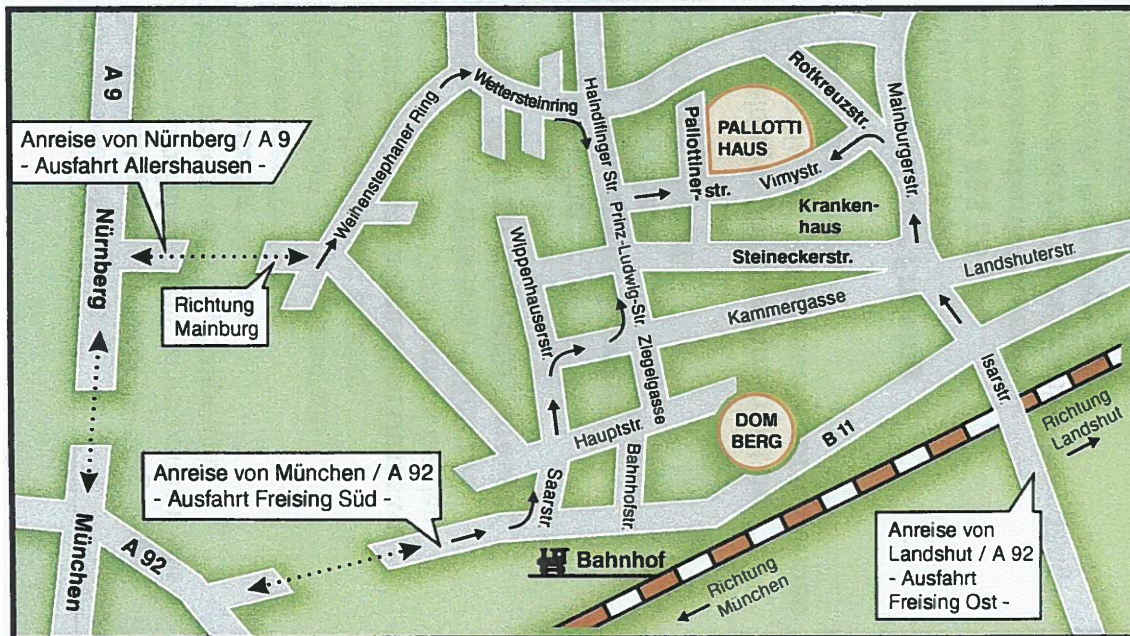 A 9
Anreise von Nürnberg / A 9
- Ausfahrt Allershausen -
Nürnberg
Richtung
Mainburg
Weihenstephaner Ring
Wettersteinring
Haindlfinger Str.
Prinz-Ludwig-Str.
Ziegelgasse
Wippenhauserstr.
PALLOTTI
HAUS
Pallottiner-
str.
Vimystr.
Rotkreuzstr.
Mainburgerstr.
Kranken-
haus
Steineckerstr.
Landshuterstr.
Kammergasse
Isarstr.
Hauptstr.
DOM
BERG
B 11
Bahnhofstr.
Saarstr.
Anreise von München / A 92
- Ausfahrt Freising Süd -
München
A 92
Bahnhof
Richtung
München
Richtung
Landshut
Anreise von
Landshut / A 92
- Ausfahrt
Freising Ost -